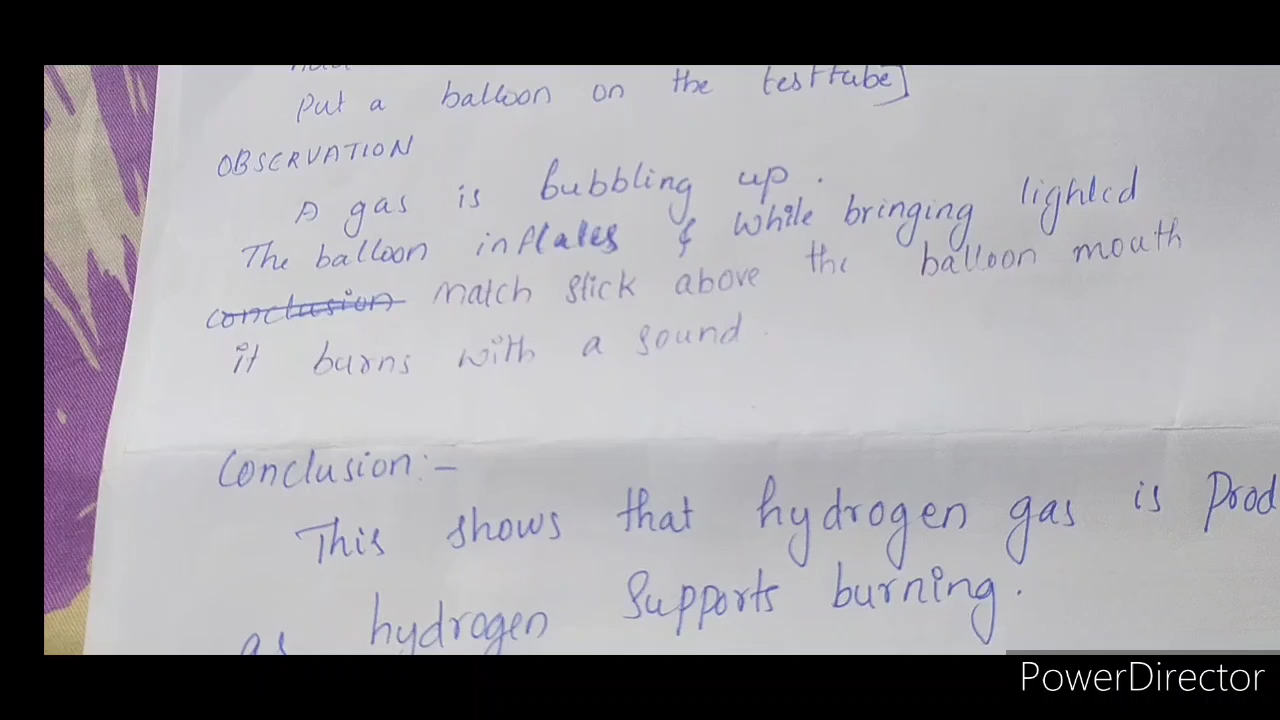 Put a balloon on the testtube]
OBSERVATION
A gas is bubbling up.
The balloon inflates & while bringing lighted
conclusion match stick above the balloon mouth
it burns with a sound.
Conclusion:-
This shows that hydrogen gas is Prod
as hydrogen supports burning.
PowerDirector